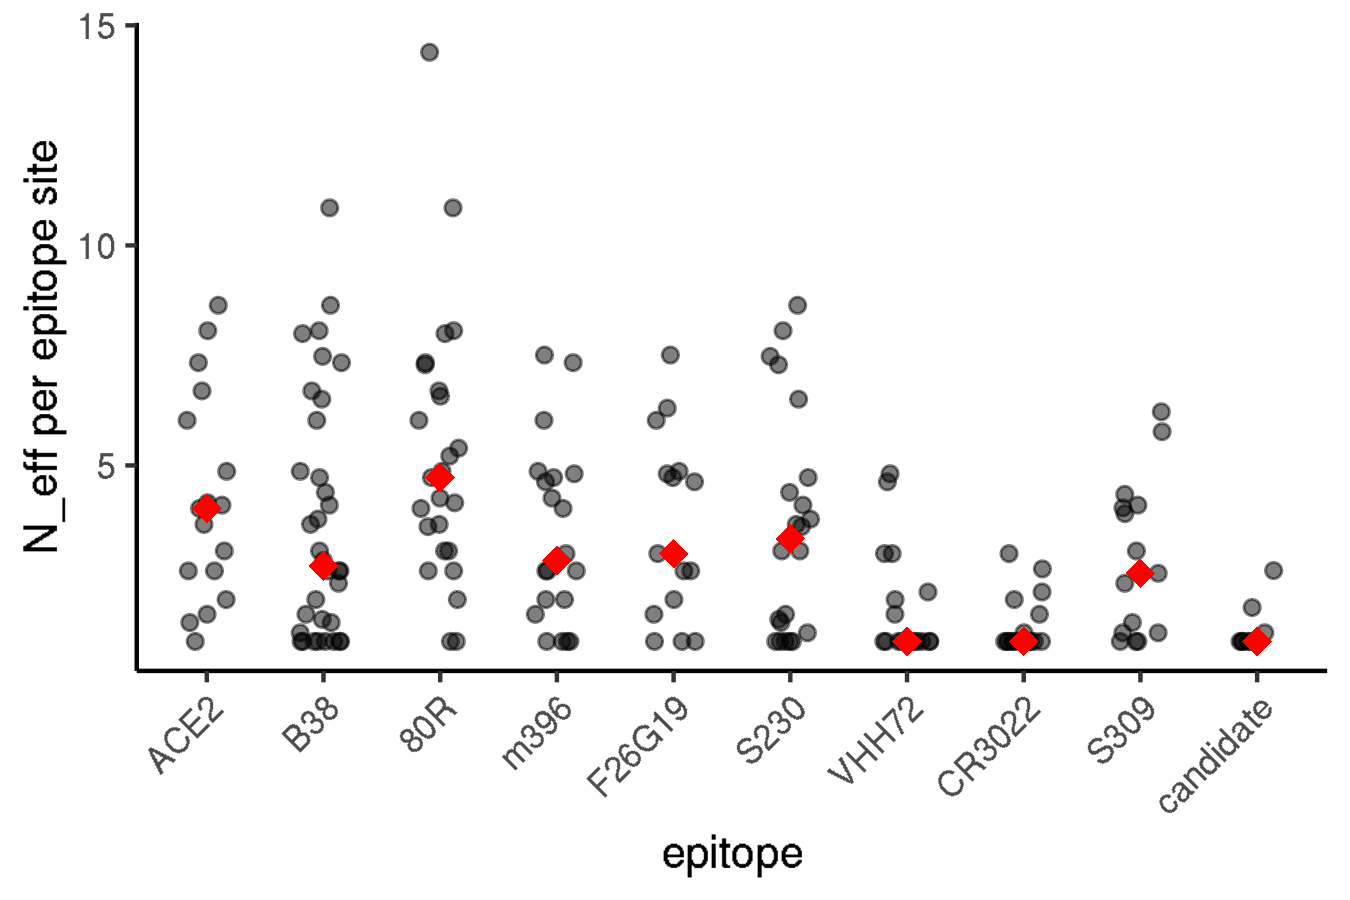 N_eff per epitope site
15
10
5
ACE2
B38
80R
m396
F26G19
S230
VHH72
CR3022
S309
candidate
epitope